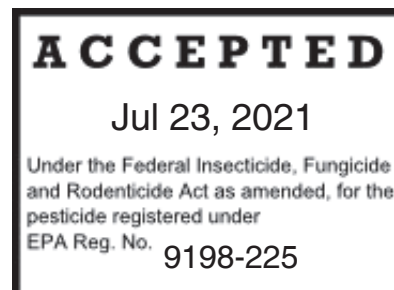 ACCEPTED
Jul 23, 2021
Under the Federal Insecticide, Fungicide
and Rodenticide Act as amended, for the
pesticide registered under
EPA Reg. No. 9198-225